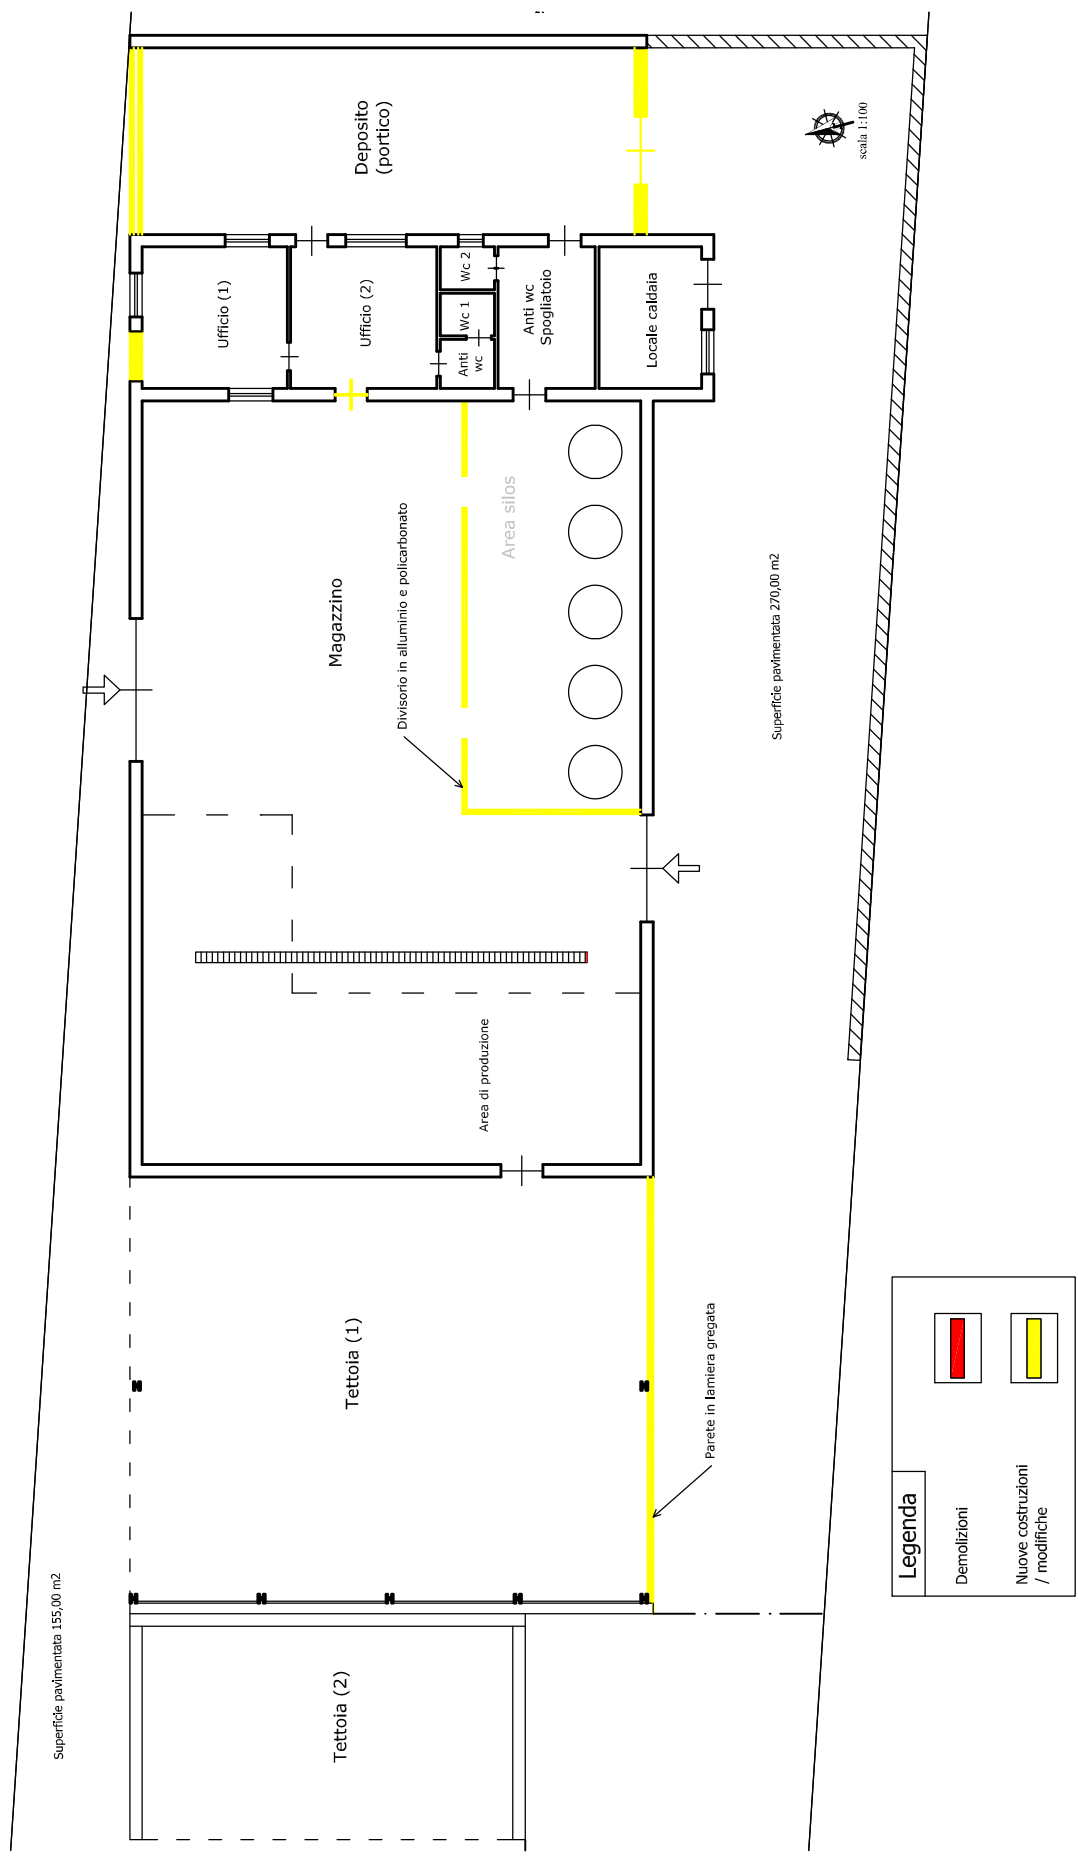 Deposito
(portico)
scala 1:100
Ufficio (1)
Ufficio (2)
Wc 2
Wc 1
Anti
wc
Anti wc
Spogliatoio
Locale caldaia
Area silos
Divisorio in alluminio e policarbonato
Magazzino
Superficie pavimentata 270,00 m2
Area di produzione
Tettoia (1)
Parete in lamiera gregata
Superficie pavimentata 155,00 m2
Tettoia (2)
Legenda
Demolizioni
Nuove costruzioni
/ modifiche